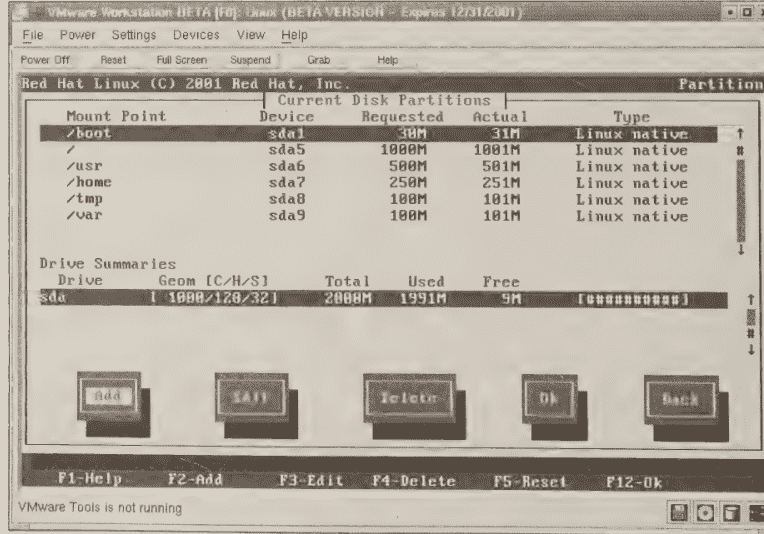 VMware Workstation BETA [F8]: Linux (BETA VERSION - Expires 12/31/2001)
File Power Settings Devices View Help
Power Off Reset Full Screen Suspend Grab Help
Red Hat Linux (C) 2001 Red Hat, Inc. Partition
Current Disk Partitions
Mount Point Device Requested Actual Type
/boot sda1 30M 31M Linux native ↑
/ sda5 1000M 1001M Linux native #
/usr sda6 500M 501M Linux native
/home sda7 250M 251M Linux native
/tmp sda8 100M 101M Linux native
/var sda9 100M 101M Linux native
↓
Drive Summaries
Drive Geom [C/H/S] Total Used Free
sda [ 1000/128/32] 2000M 1991M 9M [##########] ↑
#
↓
Add Edit Delete Ok Back
F1-Help F2-Add F3-Edit F4-Delete F5-Reset F12-Ok
VMware Tools is not running